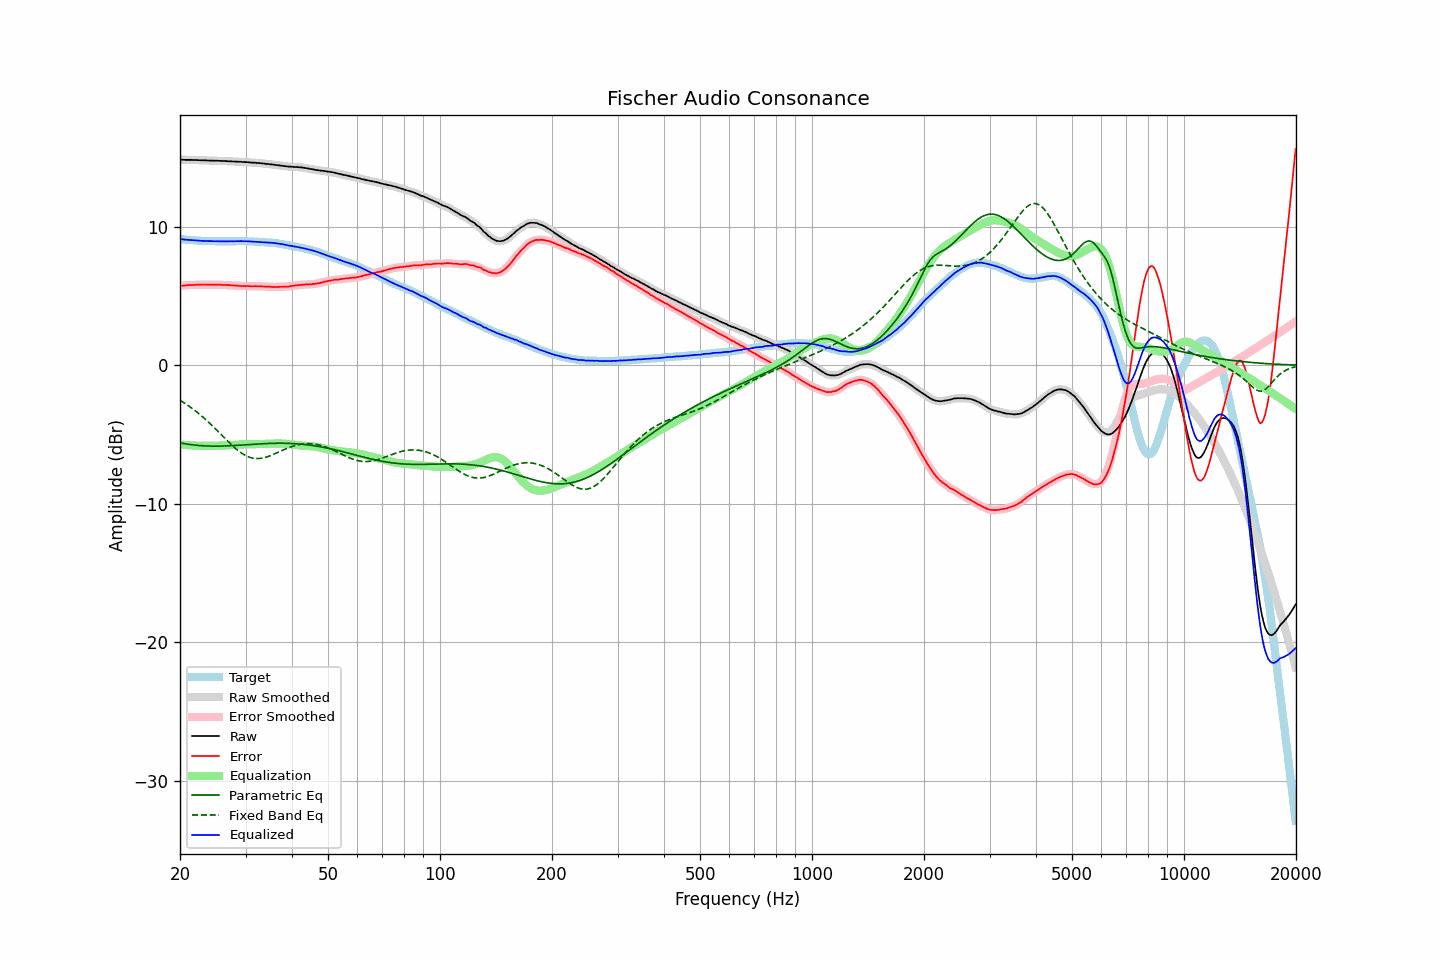 Fischer Audio Consonance
Amplitude (dBr)
10
0
−10
−20
−30
Target
Raw Smoothed
Error Smoothed
Raw
Error
Equalization
Parametric Eq
Fixed Band Eq
Equalized
20 50 100 200 500 1000 2000 5000 10000 20000
Frequency (Hz)